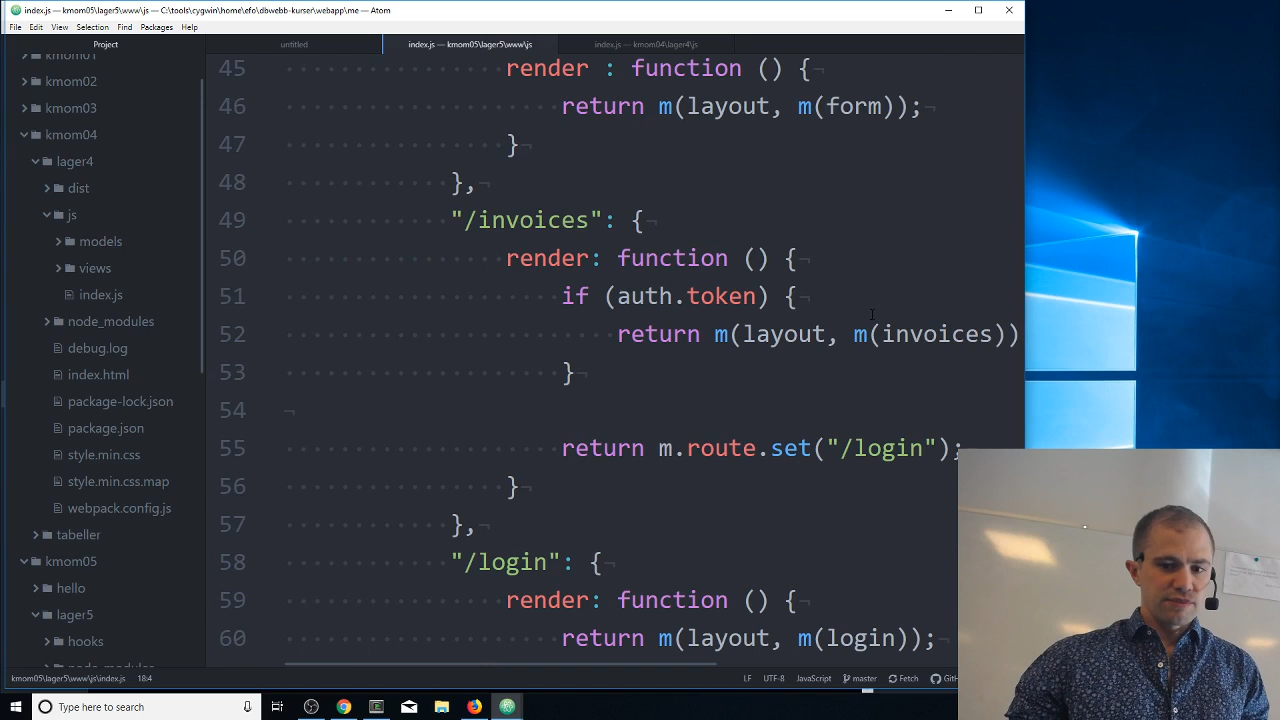 index.js — kmom05\lager5\www\js — C:\tools\cygwin\home\efo\dbwebb-kurser\webapp\me — Atom
File Edit View Selection Find Packages Help
Project
untitled
index.js — kmom05\lager5\www\js
index.js — kmom04\lager4\js
kmom01
kmom02
kmom03
kmom04
lager4
dist
js
models
views
index.js
node_modules
debug.log
index.html
package-lock.json
package.json
style.min.css
style.min.css.map
webpack.config.js
tabeller
kmom05
hello
lager5
hooks
node_modules
45 render : function () {
46 return m(layout, m(form));
47 }
48 },
49 "/invoices": {
50 render: function () {
51 if (auth.token) {
52 return m(layout, m(invoices))
53 }
54
55 return m.route.set("/login");
56 }
57 },
58 "/login": {
59 render: function () {
60 return m(layout, m(login));
kmom05\lager5\www\js\index.js 18:4
LF UTF-8 JavaScript master Fetch
Type here to search